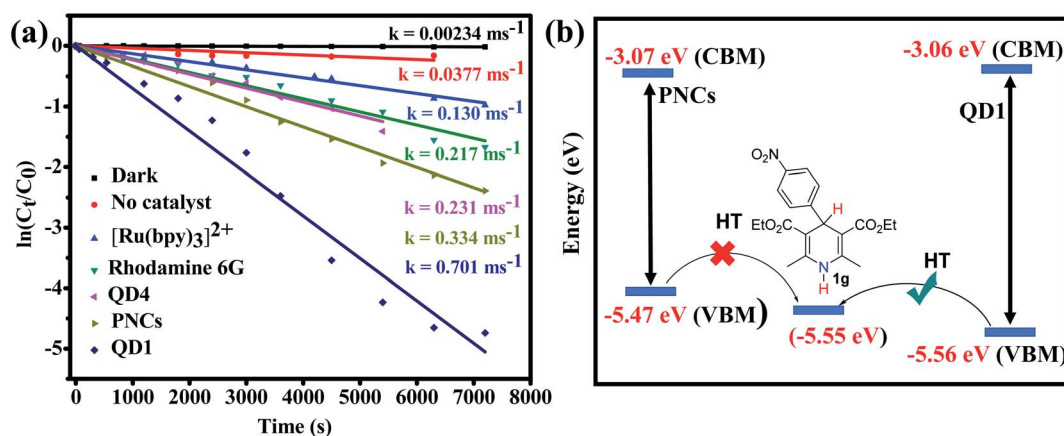 (a)
k = 0.00234 ms⁻¹
k = 0.0377 ms⁻¹
k = 0.130 ms⁻¹
k = 0.217 ms⁻¹
k = 0.231 ms⁻¹
k = 0.334 ms⁻¹
k = 0.701 ms⁻¹
Dark
No catalyst
[Ru(bpy)₃]²⁺
Rhodamine 6G
QD4
PNCs
QD1
ln(Cₜ/C₀)
0
-1
-2
-3
-4
-5
0 1000 2000 3000 4000 5000 6000 7000 8000
Time (s)
(b)
Energy (eV)
-3.07 eV (CBM)
PNCs
-3.06 eV (CBM)
QD1
O₂N
H
EtO₂C
CO₂Et
N
H
1g
HT
HT
-5.47 eV (VBM)
(-5.55 eV)
-5.56 eV (VBM)